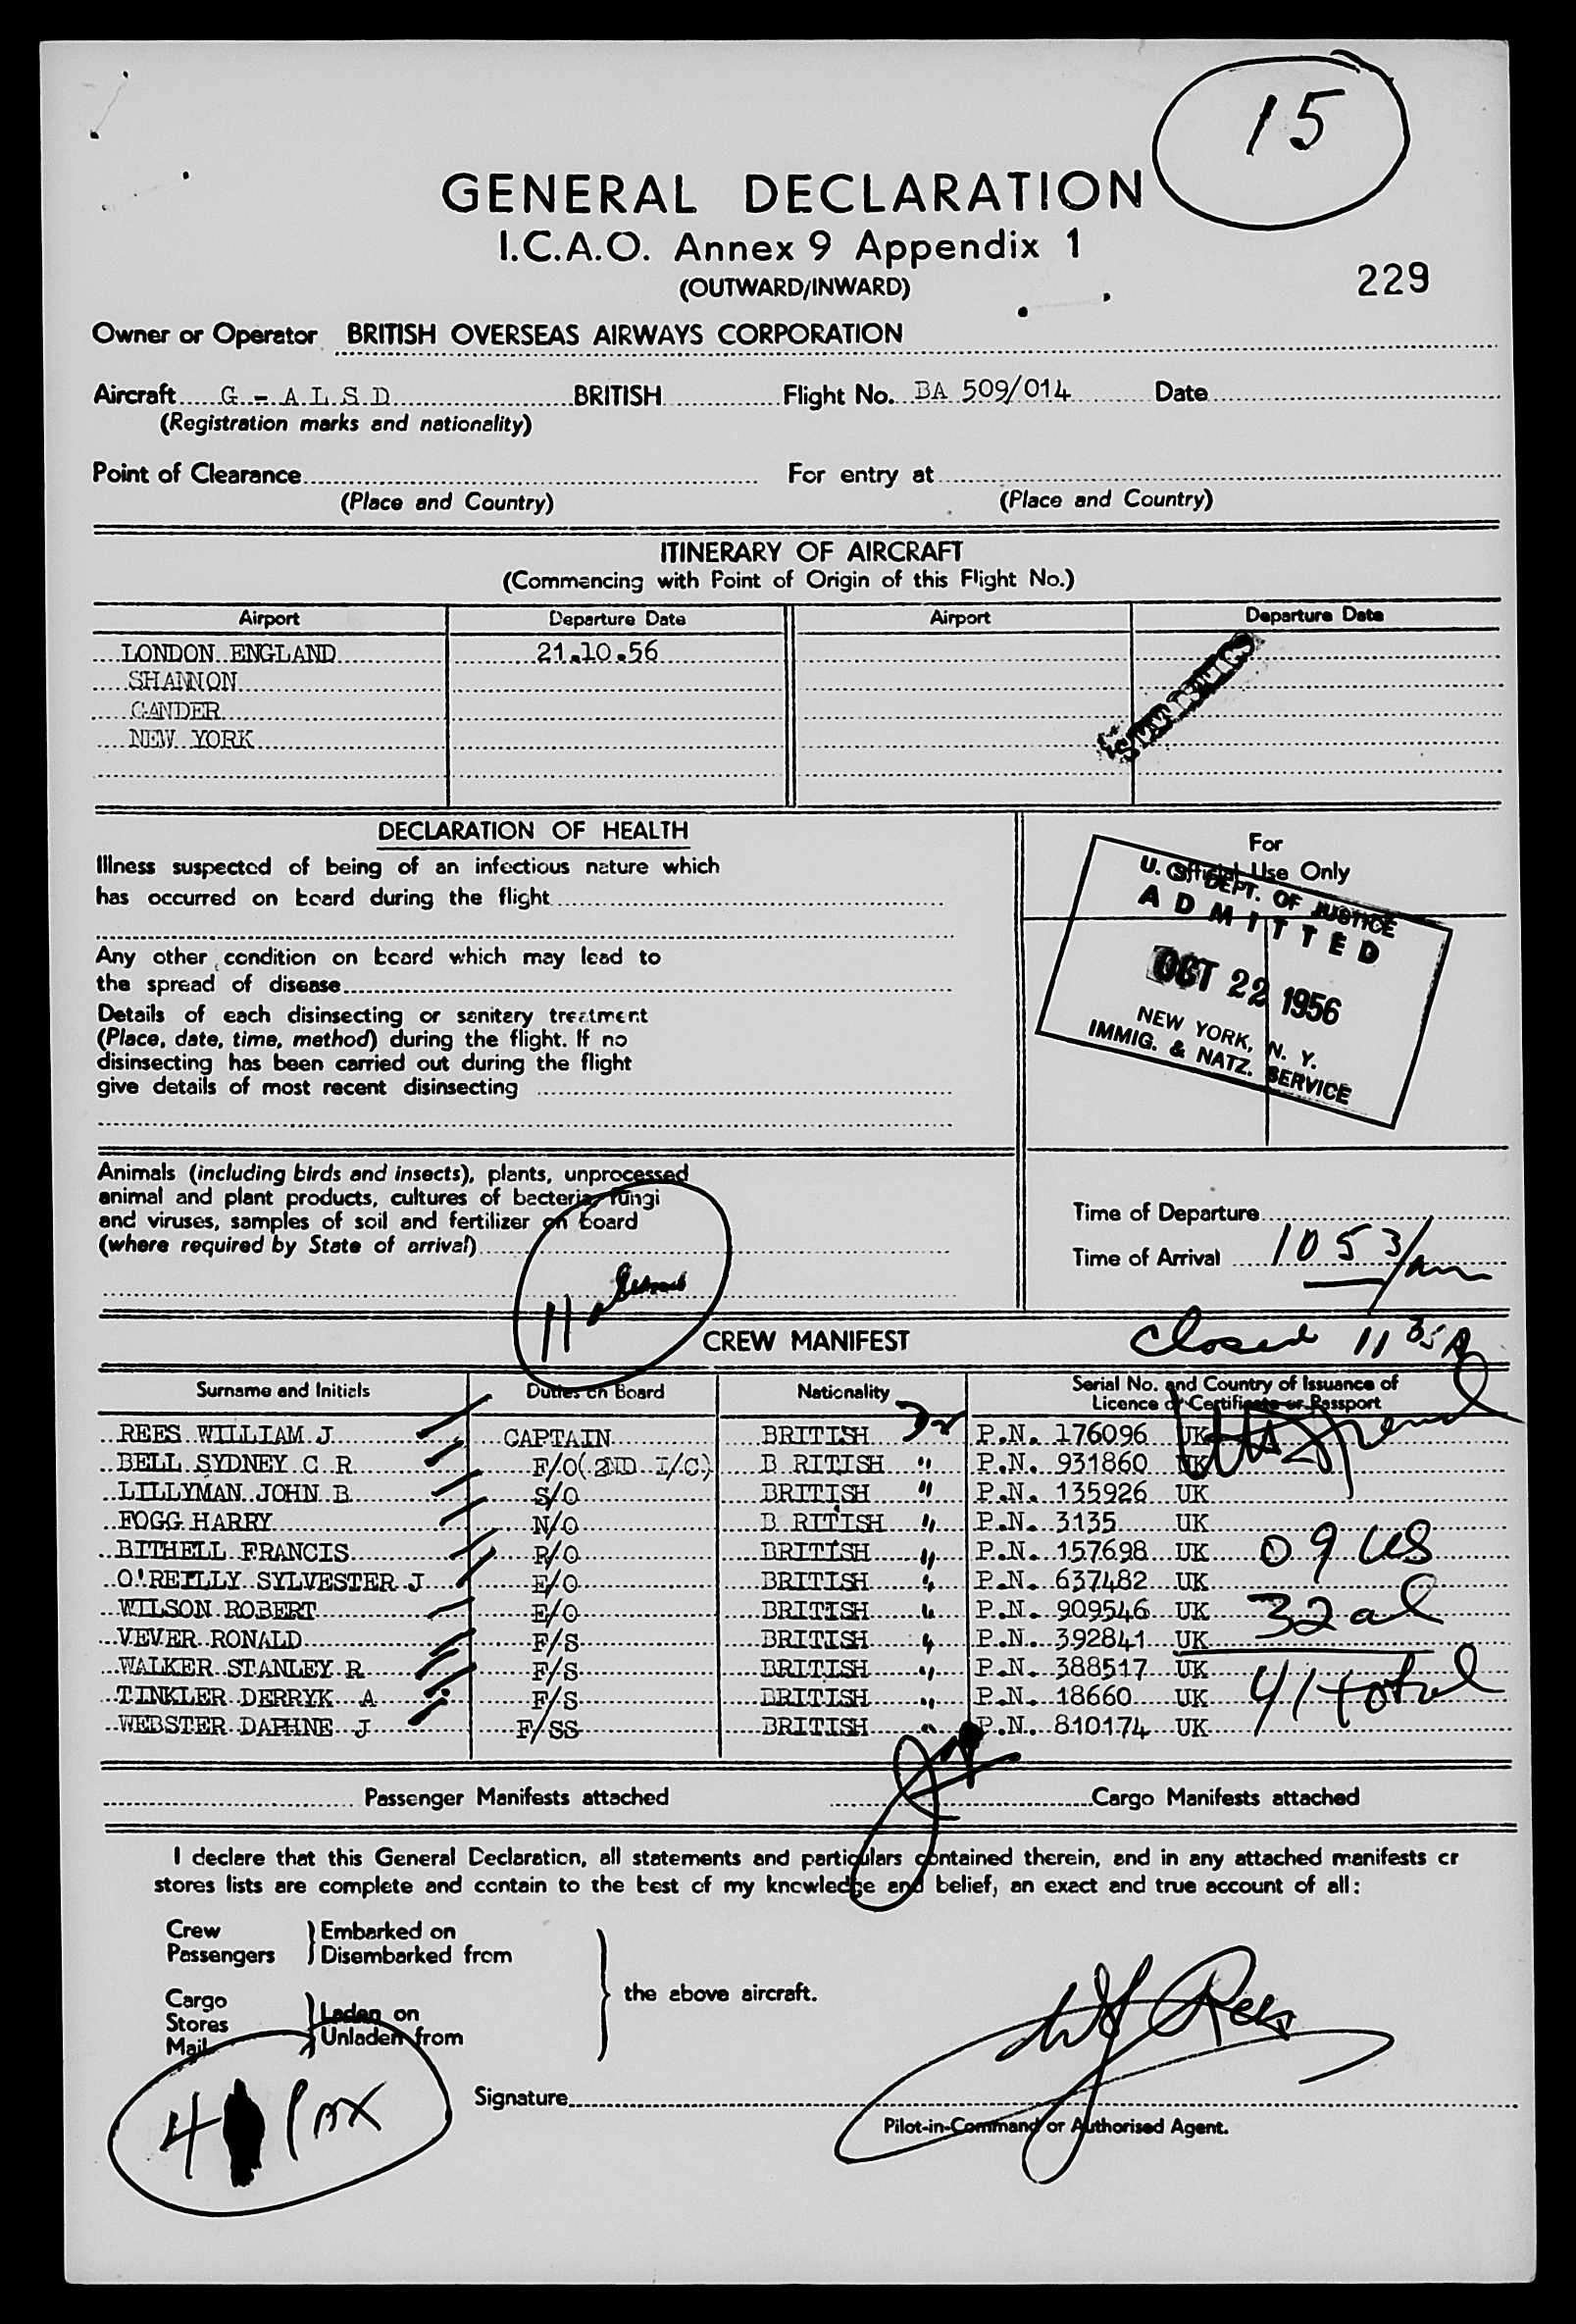 15
GENERAL DECLARATION
I.C.A.O. Annex 9 Appendix 1
(OUTWARD/INWARD)
229
Owner or Operator BRITISH OVERSEAS AIRWAYS CORPORATION
Aircraft G - A L S D BRITISH Flight No. BA 509/014 Date
(Registration marks and nationality)
Point of Clearance For entry at
(Place and Country) (Place and Country)
ITINERARY OF AIRCRAFT
(Commencing with Point of Origin of this Flight No.)
Airport Departure Date Airport Departure Date
LONDON ENGLAND 21.10.56
SHANNON
GANDER
NEW YORK
STATISTICS
DECLARATION OF HEALTH
Illness suspected of being of an infectious nature which
has occurred on board during the flight
Any other condition on board which may lead to
the spread of disease
Details of each disinsecting or sanitary treatment
(Place, date, time, method) during the flight. If no
disinsecting has been carried out during the flight
give details of most recent disinsecting
For
Official Use Only
U. S. DEPT. OF JUSTICE
ADMITTED
OCT 22 1956
NEW YORK, N. Y.
IMMIG. & NATZ. SERVICE
Animals (including birds and insects), plants, unprocessed
animal and plant products, cultures of bacteria, fungi
and viruses, samples of soil and fertilizer on board
(where required by State of arrival)
Time of Departure
Time of Arrival 1053/am
11
CREW MANIFEST
Closed 11 35 A
Surname and Initials Duties on Board Nationality Serial No. and Country of Issuance of
Licence or Certificate or Passport
REES WILLIAM J CAPTAIN BRITISH P.N. 176096 UK
BELL SYDNEY C R F/O(2ND I/C) B RITISH " P.N. 931860 UK
LILLYMAN JOHN B S/O BRITISH " P.N. 135926 UK
FOGG HARRY N/O B RITISH " P.N. 3135 UK
BITHELL FRANCIS R/O BRITISH " P.N. 157698 UK 09 US
O'REILLY SYLVESTER J E/O BRITISH " P.N. 637482 UK
WILSON ROBERT E/O BRITISH " P.N. 909546 UK 32 al
VEVER RONALD F/S BRITISH " P.N. 392841 UK
WALKER STANLEY R F/S BRITISH " P.N. 388517 UK 41 total
TINKLER DERRYK A F/S BRITISH " P.N. 18660 UK
WEBSTER DAPHNE J F/SS BRITISH " P.N. 810174 UK
Passenger Manifests attached Cargo Manifests attached
I declare that this General Declaration, all statements and particulars contained therein, and in any attached manifests or
stores lists are complete and contain to the best of my knowledge and belief, an exact and true account of all:
Crew } Embarked on
Passengers } Disembarked from
the above aircraft.
Cargo
Stores } Laden on
Mail } Unladen from
4 Pax
Signature WJ Rees
Pilot-in-Command or Authorised Agent.